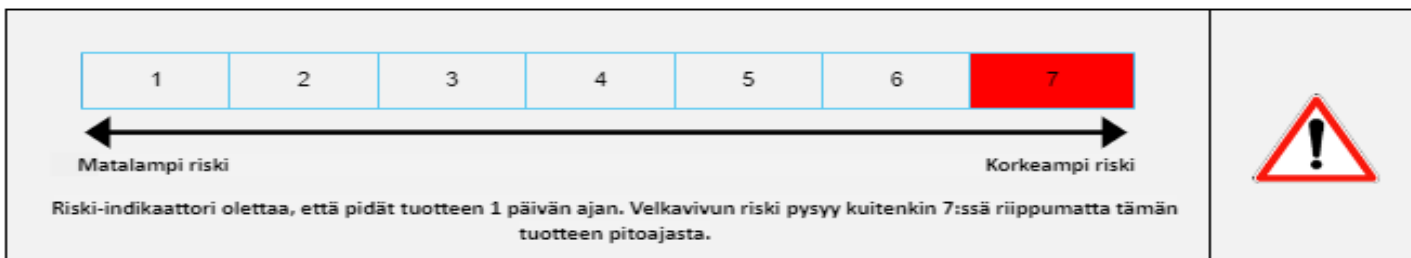 1 2 3 4 5 6 7
Matalampi riski Korkeampi riski
Riski-indikaattori olettaa, että pidät tuotteen 1 päivän ajan. Velkavivun riski pysyy kuitenkin 7:ssä riippumatta tämän
tuotteen pitoajasta.